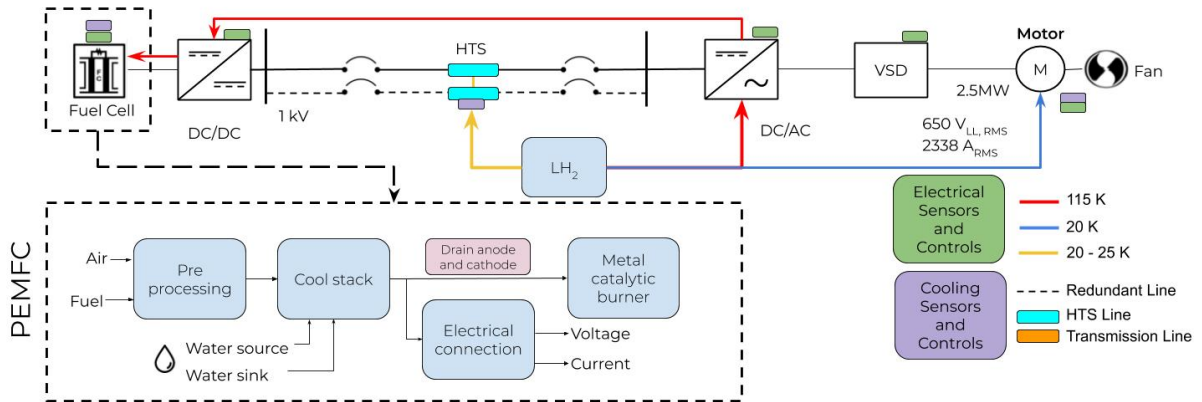 HTS
Motor
M
VSD
Fan
F
C
Fuel Cell
2.5MW
1 kV
DC/DC
DC/AC
650 V_LL, RMS
2338 A_RMS
LH₂
Electrical
Sensors
and
Controls
115 K
20 K
20 - 25 K
Cooling
Sensors
and
Controls
Redundant Line
HTS Line
Transmission Line
PEMFC
Air
Fuel
Pre
processing
Cool stack
Drain anode
and cathode
Metal
catalytic
burner
Electrical
connection
Voltage
Current
Water source
Water sink